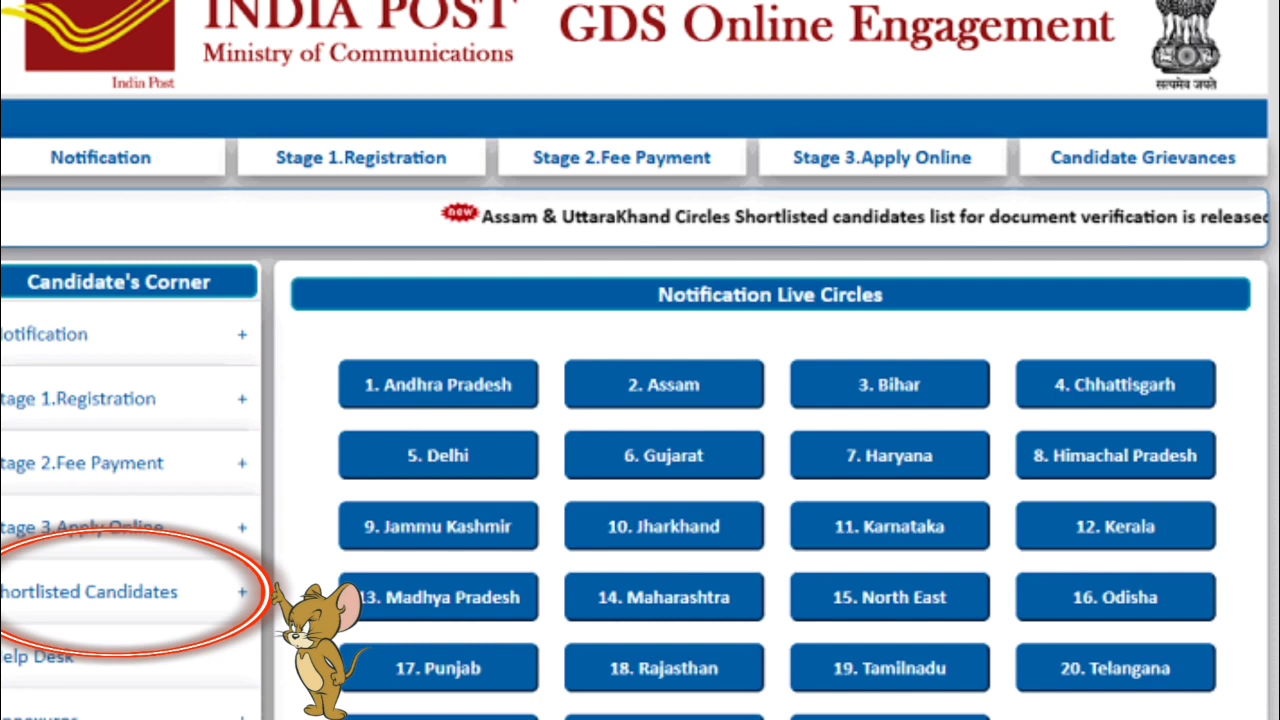 INDIA POST
Ministry of Communications
GDS Online Engagement
India Post
सत्यमेव जयते
Notification
Stage 1.Registration
Stage 2.Fee Payment
Stage 3.Apply Online
Candidate Grievances
new Assam & UttaraKhand Circles Shortlisted candidates list for document verification is released
Candidate's Corner
otification +
tage 1.Registration +
tage 2.Fee Payment +
tage 3.Apply Online +
hortlisted Candidates +
elp Desk
Notification Live Circles
1. Andhra Pradesh
2. Assam
3. Bihar
4. Chhattisgarh
5. Delhi
6. Gujarat
7. Haryana
8. Himachal Pradesh
9. Jammu Kashmir
10. Jharkhand
11. Karnataka
12. Kerala
13. Madhya Pradesh
14. Maharashtra
15. North East
16. Odisha
17. Punjab
18. Rajasthan
19. Tamilnadu
20. Telangana